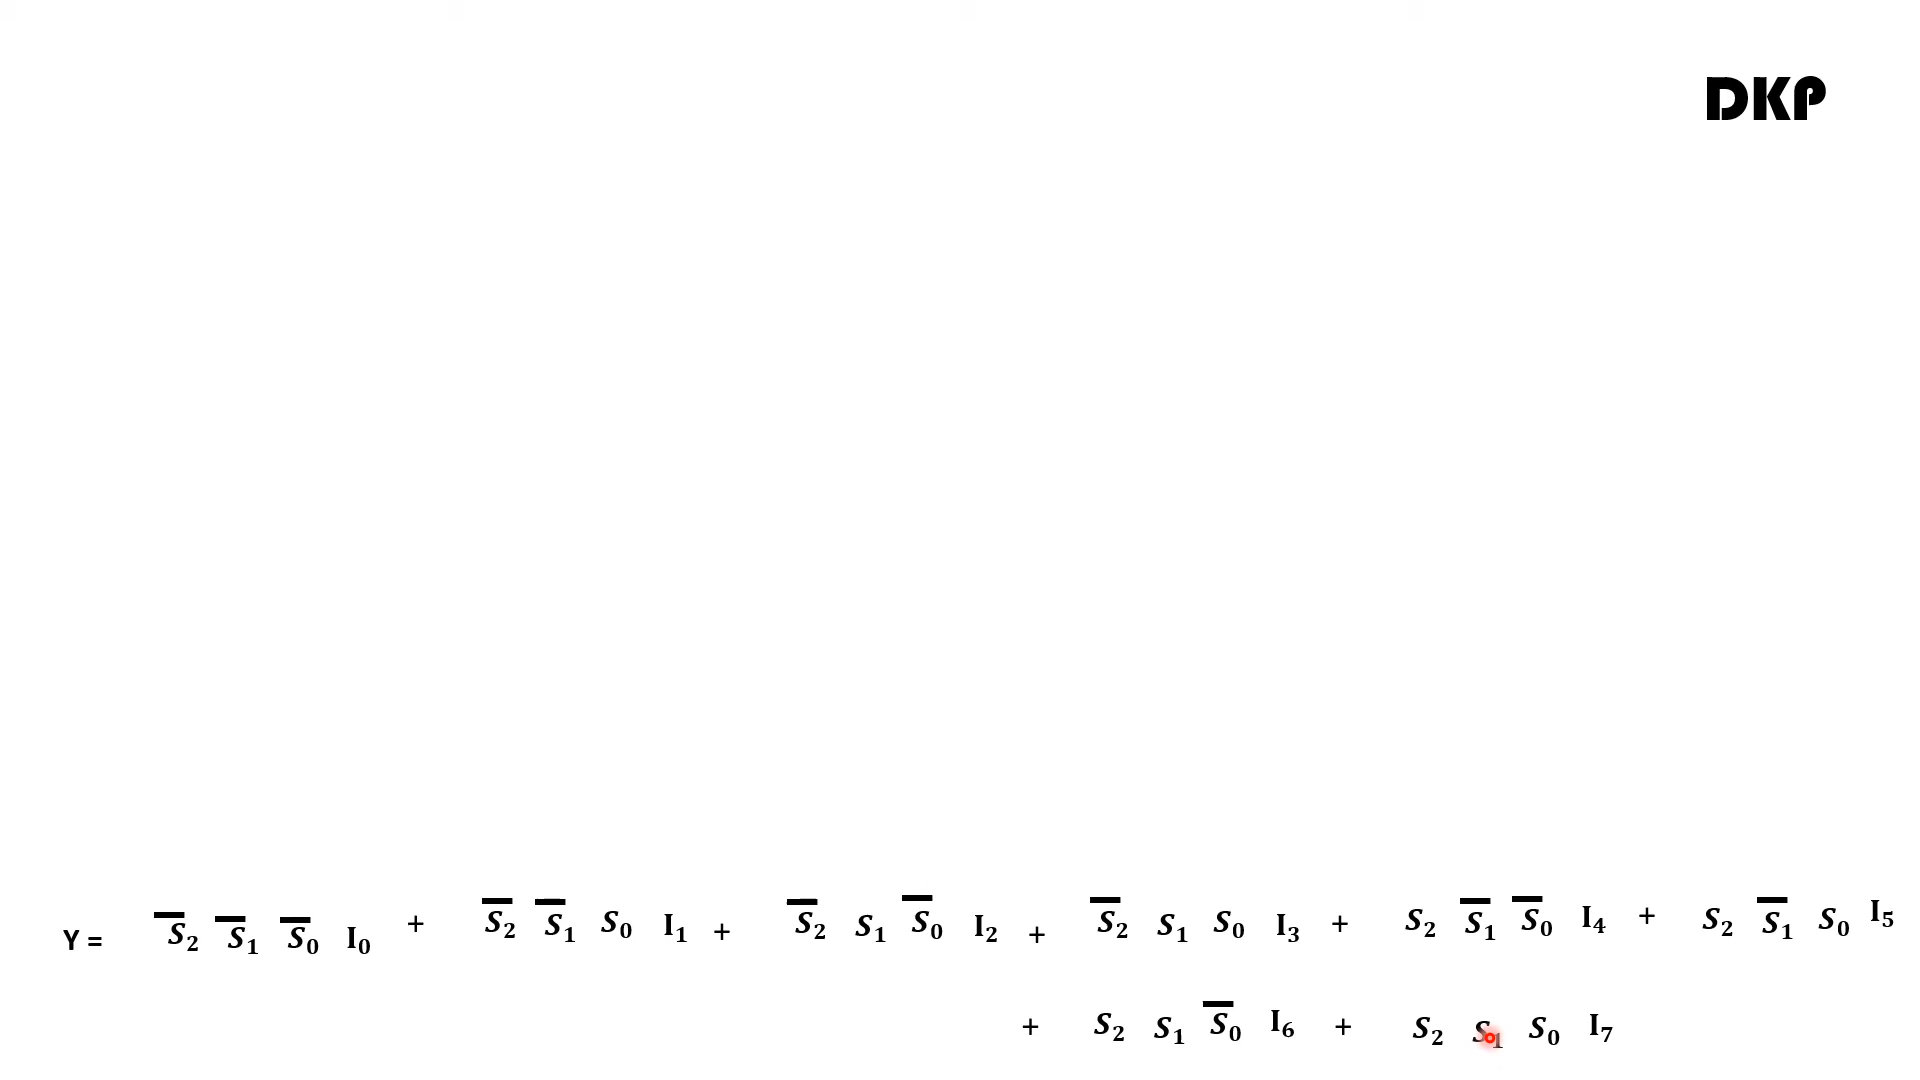 DKP
Y = S̅₂ S̅₁ S̅₀ I₀ + S̅₂ S̅₁ S₀ I₁ + S̅₂ S₁ S̅₀ I₂ + S̅₂ S₁ S₀ I₃ + S₂ S̅₁ S̅₀ I₄ + S₂ S̅₁ S₀ I₅
+ S₂ S₁ S̅₀ I₆ + S₂ S₁ S₀ I₇